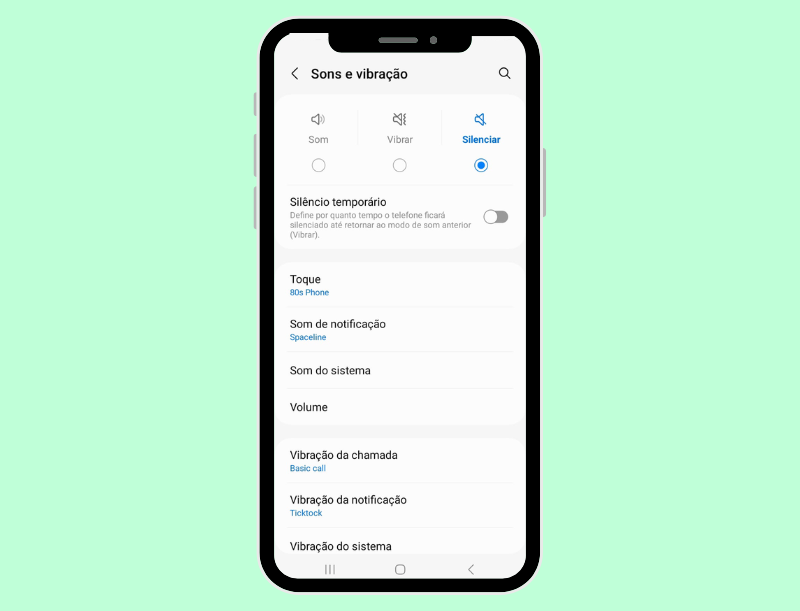 Sons e vibração
Som
Vibrar
Silenciar
Silêncio temporário
Define por quanto tempo o telefone ficará
silenciado até retornar ao modo de som anterior
(Vibrar).
Toque
80s Phone
Som de notificação
Spaceline
Som do sistema
Volume
Vibração da chamada
Basic call
Vibração da notificação
Ticktock
Vibração do sistema